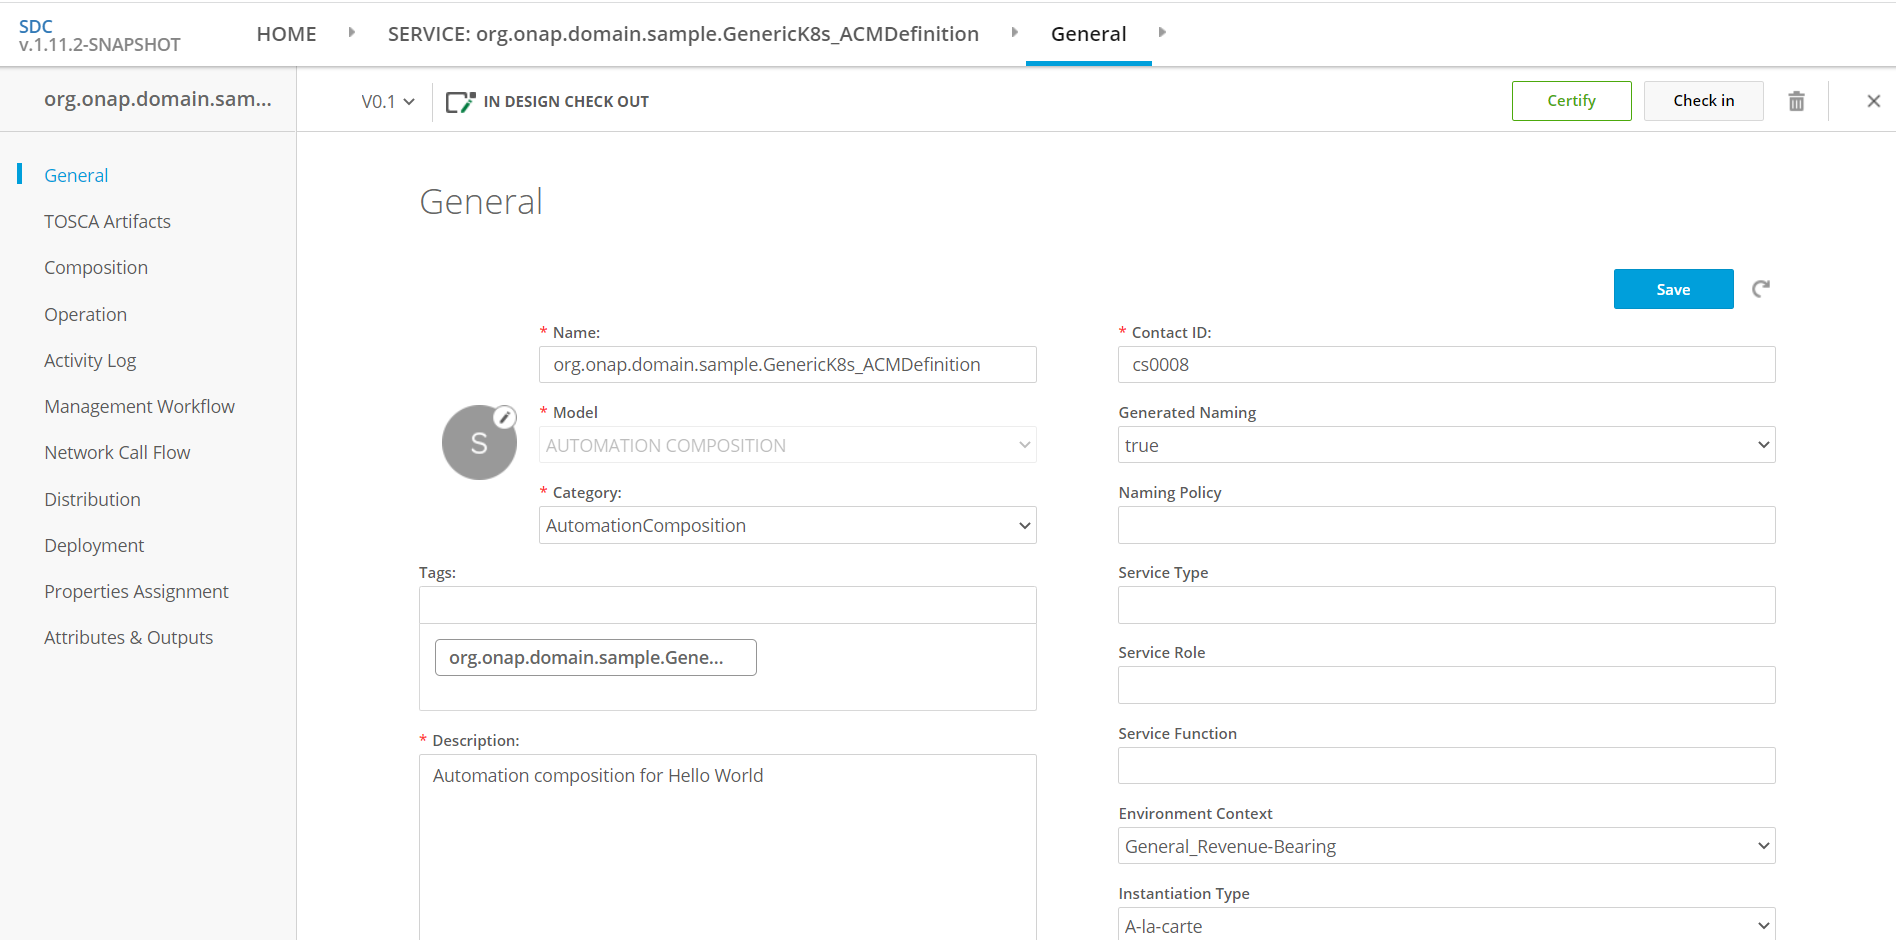 SDC
v.1.11.2-SNAPSHOT
HOME
SERVICE: org.onap.domain.sample.GenericK8s_ACMDefinition
General
org.onap.domain.sam...
V0.1
IN DESIGN CHECK OUT
Certify
Check in
General
TOSCA Artifacts
Composition
Operation
Activity Log
Management Workflow
Network Call Flow
Distribution
Deployment
Properties Assignment
Attributes & Outputs
General
Save
* Name:
org.onap.domain.sample.GenericK8s_ACMDefinition
S
* Model
AUTOMATION COMPOSITION
* Category:
AutomationComposition
Tags:
org.onap.domain.sample.Gene...
* Description:
Automation composition for Hello World
* Contact ID:
cs0008
Generated Naming
true
Naming Policy
Service Type
Service Role
Service Function
Environment Context
General_Revenue-Bearing
Instantiation Type
A-la-carte